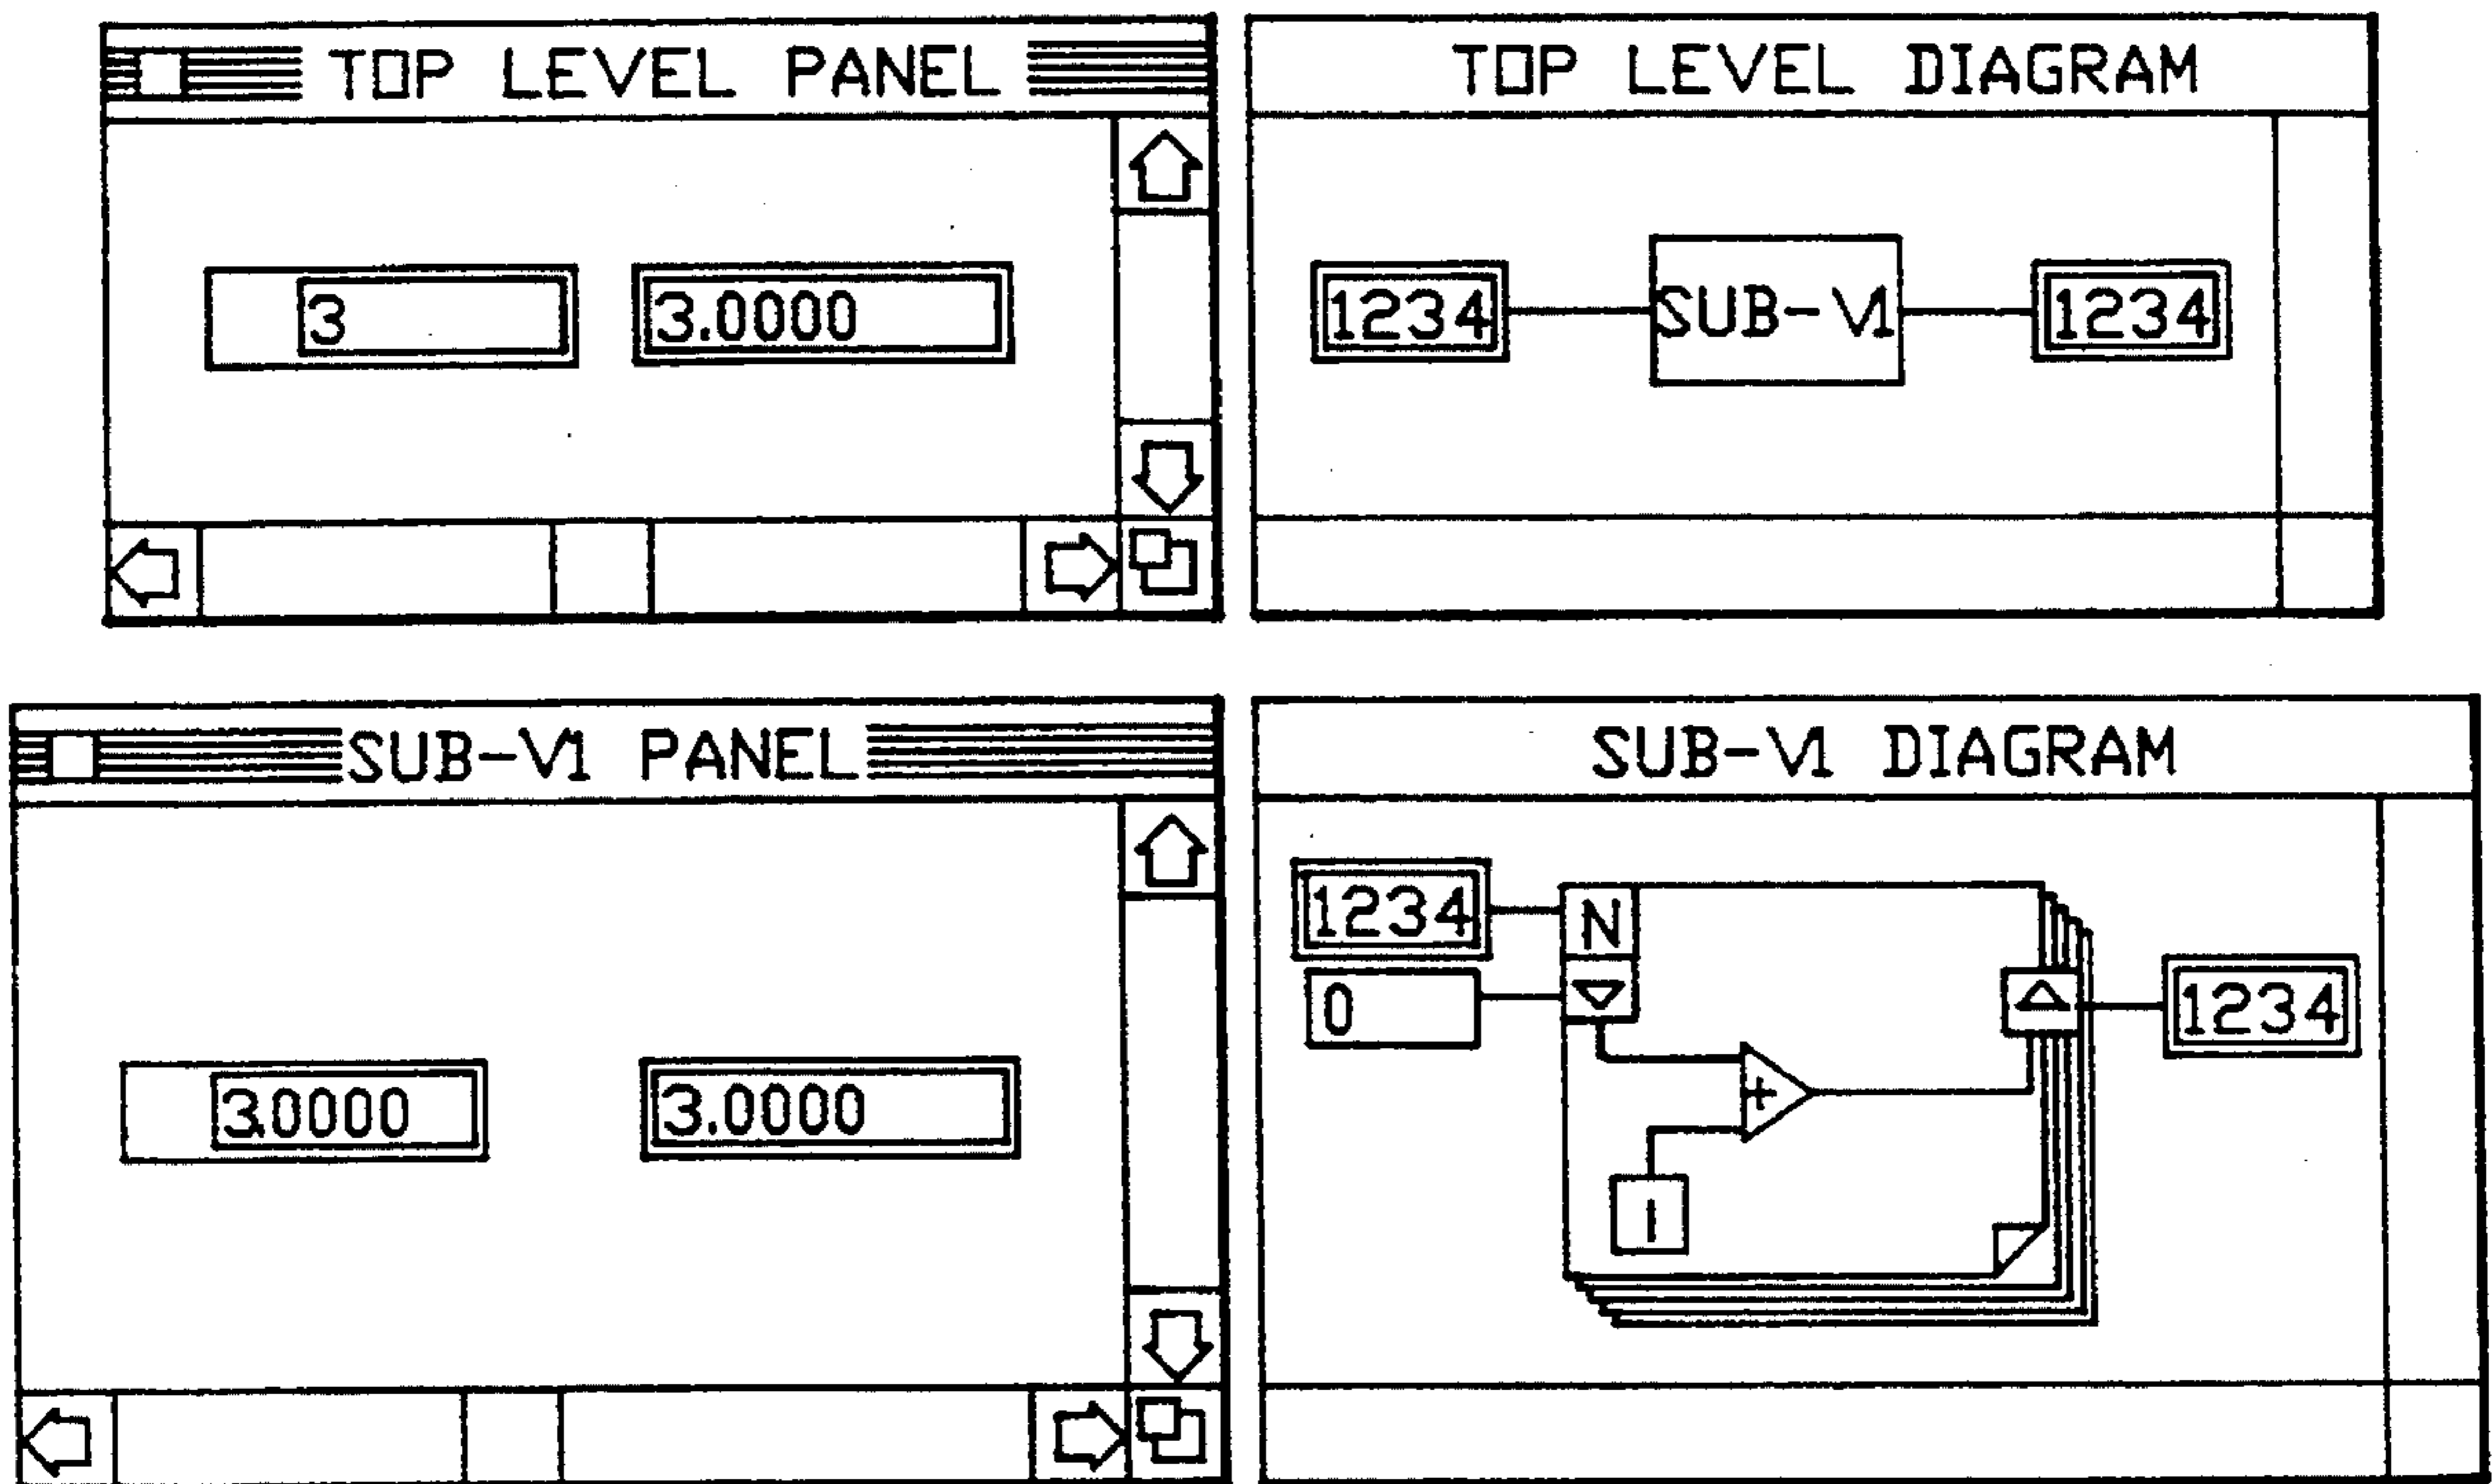 TOP LEVEL PANEL
3
3.0000
TOP LEVEL DIAGRAM
1234
SUB-VI
1234
SUB-VI PANEL
3.0000
3.0000
SUB-VI DIAGRAM
1234
N
0
+
1
1234